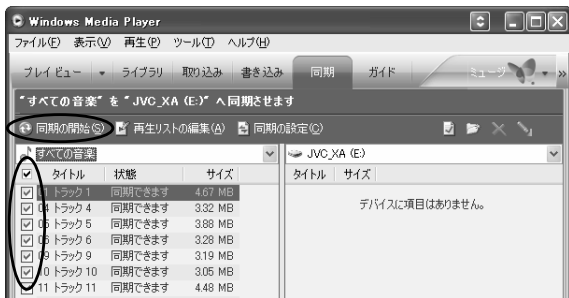 Windows Media Player
ファイル(F) 表示(V) 再生(P) ツール(T) ヘルプ(H)
プレイ ビュー ライブラリ 取り込み 書き込み 同期 ガイド ミュージ »
"すべての音楽" を "JVC_XA (E:)" へ同期させます
同期の開始(S) 再生リストの編集(A) 同期の設定(C)
すべての音楽 JVC_XA (E:)
タイトル 状態 サイズ タイトル サイズ
01 トラック 1 同期できます 4.67 MB
デバイスに項目はありません。
04 トラック 4 同期できます 3.32 MB
05 トラック 5 同期できます 3.88 MB
06 トラック 6 同期できます 3.28 MB
09 トラック 9 同期できます 3.19 MB
10 トラック 10 同期できます 3.05 MB
11 トラック 11 同期できます 4.48 MB